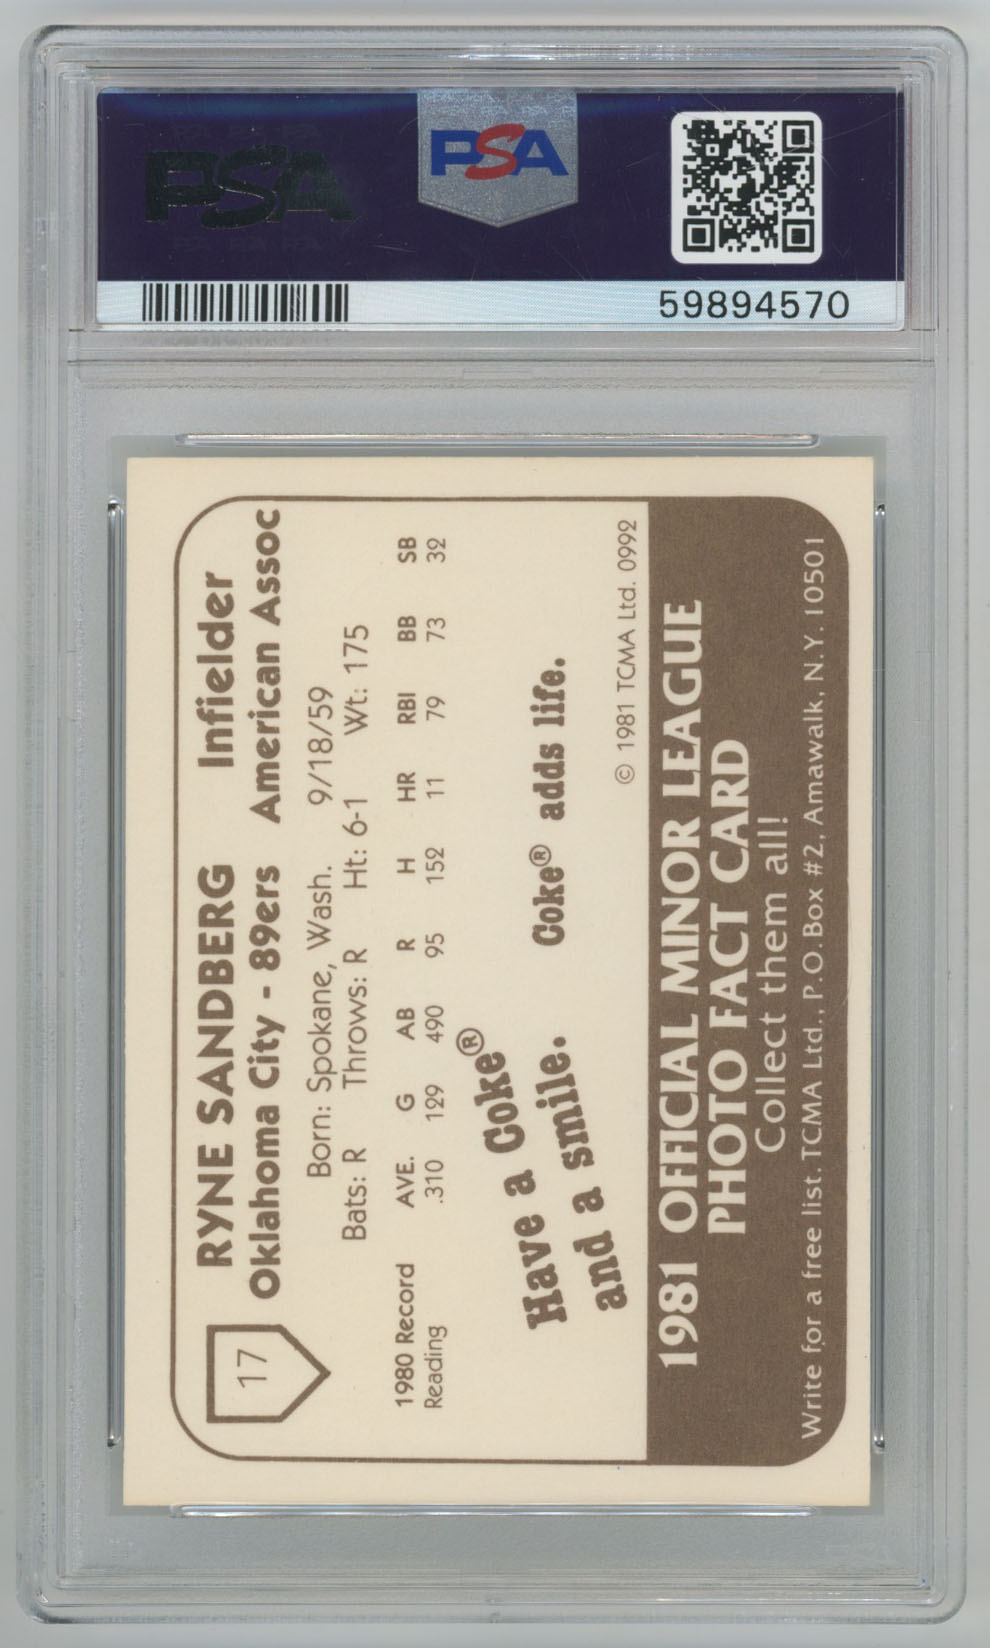 PSA
PSA
59894570
17
RYNE SANDBERG Infielder
Oklahoma City - 89ers American Assoc
Born: Spokane, Wash. 9/18/59
Bats: R Throws: R Ht: 6-1 Wt: 175
1980 Record AVE. G AB R H HR RBI BB SB
Reading .310 129 490 95 152 11 79 73 32
Have a Coke®
and a smile.
Coke® adds life.
© 1981 TCMA Ltd. 0992
1981 OFFICIAL MINOR LEAGUE
PHOTO FACT CARD
Collect them all!
Write for a free list. TCMA Ltd., P.O. Box #2, Amawalk, N.Y. 10501